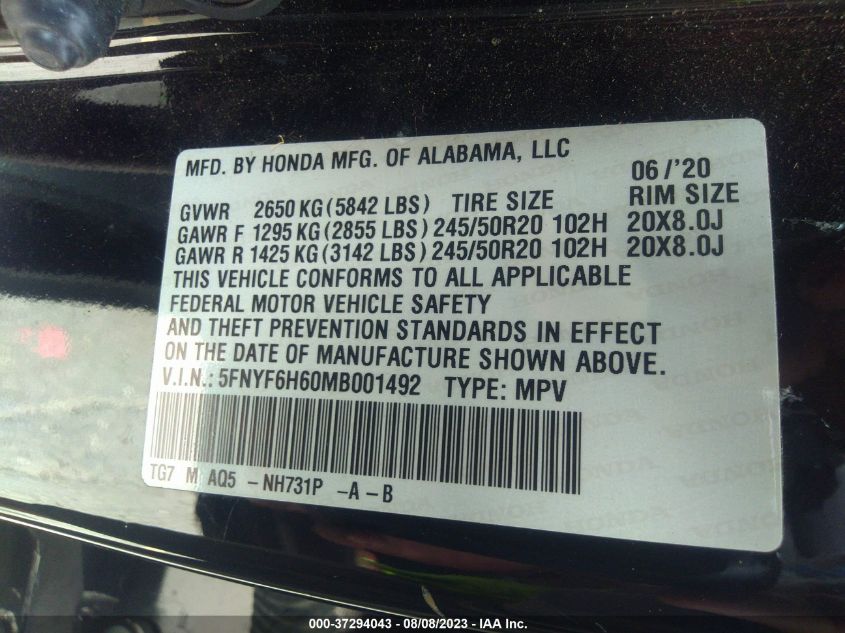 MFD. BY HONDA MFG. OF ALABAMA, LLC 06/'20
GVWR 2650 KG (5842 LBS) TIRE SIZE RIM SIZE
GAWR F 1295 KG (2855 LBS) 245/50R20 102H 20X8.0J
GAWR R 1425 KG (3142 LBS) 245/50R20 102H 20X8.0J
THIS VEHICLE CONFORMS TO ALL APPLICABLE
FEDERAL MOTOR VEHICLE SAFETY
AND THEFT PREVENTION STANDARDS IN EFFECT
ON THE DATE OF MANUFACTURE SHOWN ABOVE.
V.I.N.: 5FNYF6H60MB001492 TYPE: MPV
TG7 M AQ5 - NH731P -A-B
000-37294043 - 08/08/2023 - IAAI.com